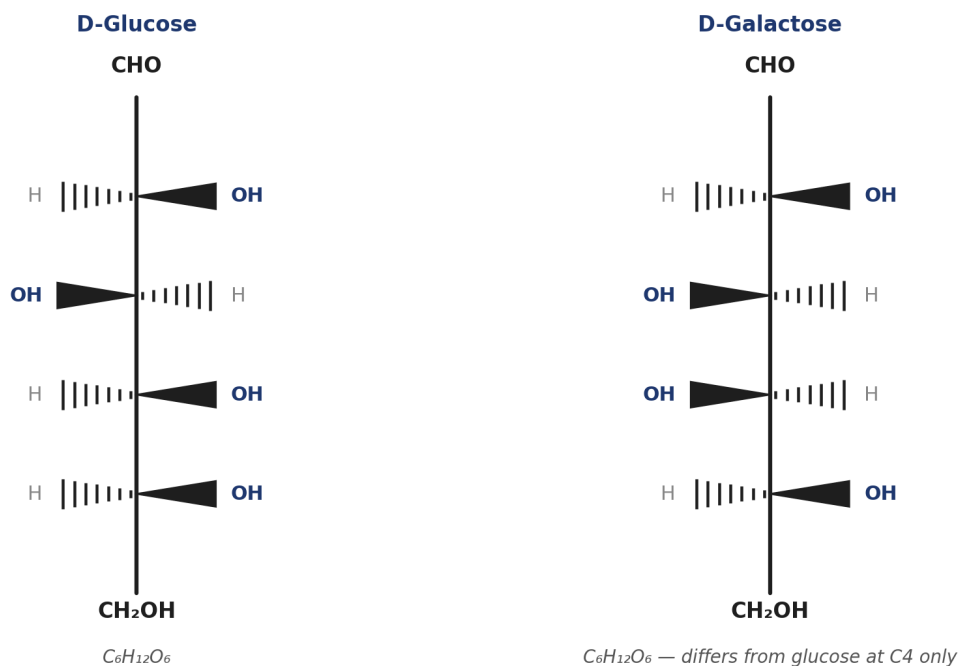 D-Glucose
CHO
H OH
OH H
H OH
H OH
CH₂OH
C₆H₁₂O₆
D-Galactose
CHO
H OH
OH H
OH H
H OH
CH₂OH
C₆H₁₂O₆ — differs from glucose at C4 only